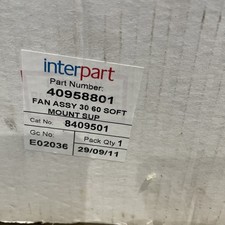 interpart
Part Number:
40958801
FAN ASSY 30 60 SOFT
MOUNT SUP
Cat No: 8409501
Gc No: Pack Qty 1
E02036 29/09/11